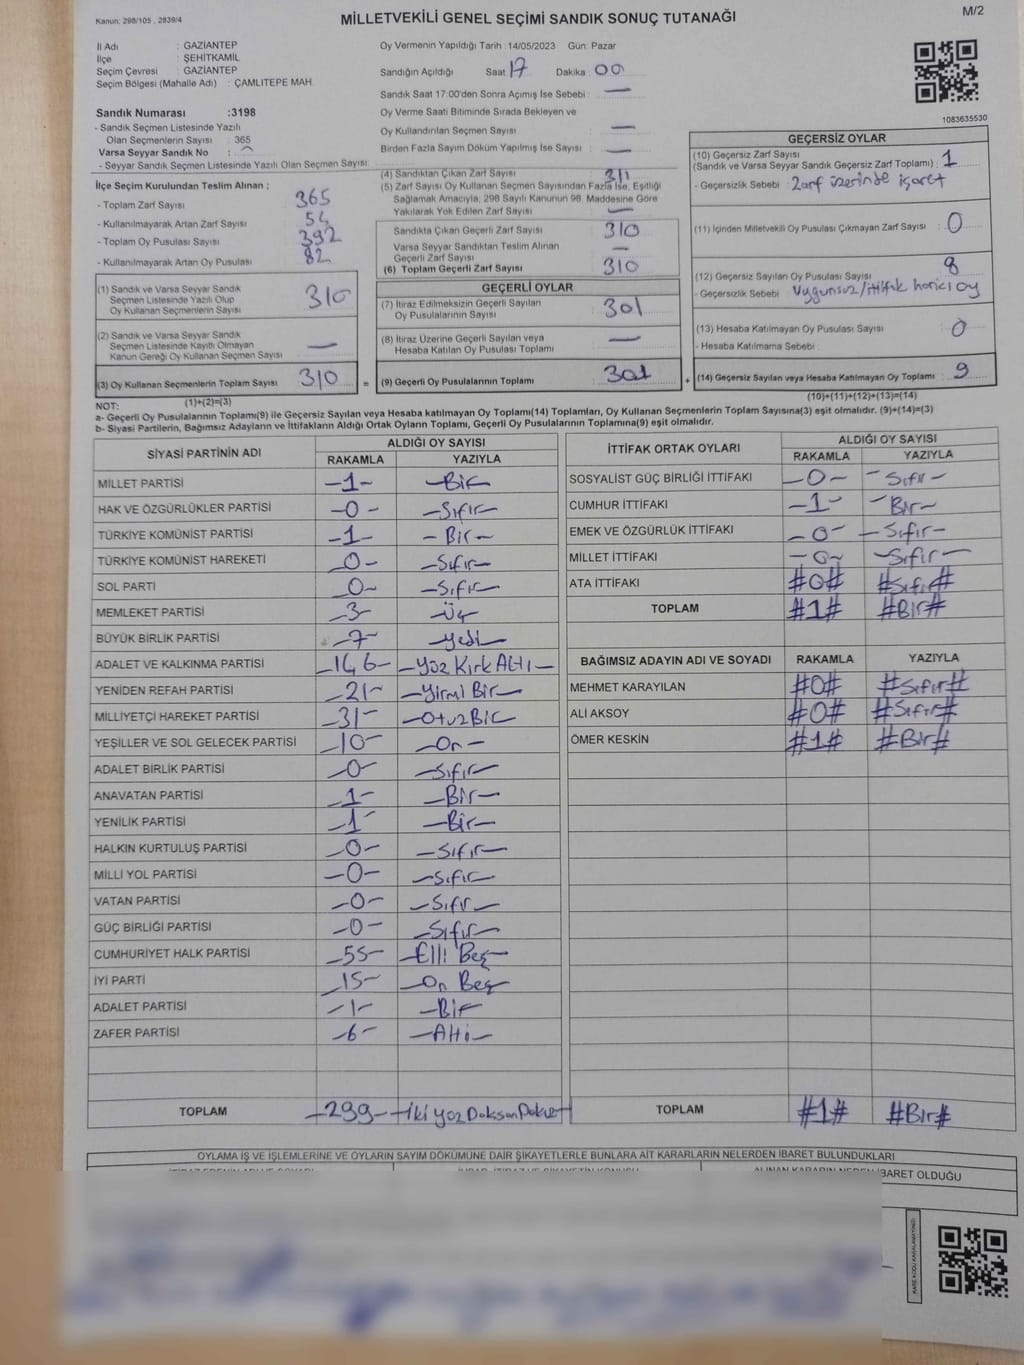 Kanun: 298/105 , 2839/4
MİLLETVEKİLİ GENEL SEÇİMİ SANDIK SONUÇ TUTANAĞI
M/2
İl Adı : GAZİANTEP
İlçe : ŞEHİTKAMİL
Seçim Çevresi : GAZİANTEP
Seçim Bölgesi (Mahalle Adı) : ÇAMLITEPE MAH.
Sandık Numarası :3198
- Sandık Seçmen Listesinde Yazılı
Olan Seçmenlerin Sayısı : 365
Varsa Seyyar Sandık No :
- Seyyar Sandık Seçmen Listesinde Yazılı Olan Seçmen Sayısı:
Oy Vermenin Yapıldığı Tarih :14/05/2023 Gün: Pazar
Sandığın Açıldığı Saat: 17 Dakika : 00
Sandık Saat 17:00'den Sonra Açımış İse Sebebi : —
Oy Verme Saati Bitiminde Sırada Bekleyen ve
Oy Kullandırılan Seçmen Sayısı : —
Birden Fazla Sayım Döküm Yapılmış İse Sayısı : —
1083635530
İlçe Seçim Kurulundan Teslim Alınan ;
- Toplam Zarf Sayısı : 365
- Kullanılmayarak Artan Zarf Sayısı : 54
- Toplam Oy Pusulası Sayısı : 392
- Kullanılmayarak Artan Oy Pusulası : 82
(1) Sandık ve Varsa Seyyar Sandık
Seçmen Listesinde Yazılı Olup
Oy Kullanan Seçmenlerin Sayısı : 310
(2) Sandık ve Varsa Seyyar Sandık
Seçmen Listesinde Kayıtlı Olmayan
Kanun Gereği Oy Kullanan Seçmen Sayısı : —
(3) Oy Kullanan Seçmenlerin Toplam Sayısı : 310
(1)+(2)=(3)
(4) Sandıktan Çıkan Zarf Sayısı : 311
(5) Zarf Sayısı Oy Kullanan Seçmen Sayısından Fazla İse, Eşitliği
Sağlamak Amacıyla; 298 Sayılı Kanunun 98. Maddesine Göre
Yakılarak Yok Edilen Zarf Sayısı : —
Sandıkta Çıkan Geçerli Zarf Sayısı : 310
Varsa Seyyar Sandıktan Teslim Alınan
Geçerli Zarf Sayısı : —
(6) Toplam Geçerli Zarf Sayısı : 310
GEÇERLİ OYLAR
(7) İtiraz Edilmeksizin Geçerli Sayılan
Oy Pusulalarının Sayısı : 301
(8) İtiraz Üzerine Geçerli Sayılan veya
Hesaba Katılan Oy Pusulası Toplamı : —
= (9) Geçerli Oy Pusulalarının Toplamı : 301
GEÇERSİZ OYLAR
(10) Geçersiz Zarf Sayısı
(Sandık ve Varsa Seyyar Sandık Geçersiz Zarf Toplamı) : 1
- Geçersizlik Sebebi : Zarf üzerinde işaret
(11) İçinden Milletvekili Oy Pusulası Çıkmayan Zarf Sayısı : 0
(12) Geçersiz Sayılan Oy Pusulası Sayısı : 8
- Geçersizlik Sebebi : Uygunsuz/ittifak harici oy
(13) Hesaba Katılmayan Oy Pusulası Sayısı : 0
- Hesaba Katılmama Sebebi :
+ (14) Geçersiz Sayılan veya Hesaba Katılmayan Oy Toplamı : 9
(10)+(11)+(12)+(13)=(14)
NOT:
a- Geçerli Oy Pusulalarının Toplamı(9) ile Geçersiz Sayılan veya Hesaba katılmayan Oy Toplamı(14) Toplamları, Oy Kullanan Seçmenlerin Toplam Sayısına(3) eşit olmalıdır. (9)+(14)=(3)
b- Siyasi Partilerin, Bağımsız Adayların ve İttifakların Aldığı Ortak Oyların Toplamı, Geçerli Oy Pusulalarının Toplamına(9) eşit olmalıdır.
SİYASİ PARTİNİN ADI ALDIĞI OY SAYISI
RAKAMLA YAZIYLA
MİLLET PARTİSİ -1- -Bir
HAK VE ÖZGÜRLÜKLER PARTİSİ -0- -Sıfır-
TÜRKİYE KOMÜNİST PARTİSİ -1- -Bir-
TÜRKİYE KOMÜNİST HAREKETİ -0- -Sıfır-
SOL PARTİ -0- -Sıfır-
MEMLEKET PARTİSİ -3- -Üç
BÜYÜK BİRLİK PARTİSİ -7- -yedi
ADALET VE KALKINMA PARTİSİ -146- -Yüz Kırk Altı-
YENİDEN REFAH PARTİSİ -21- -Yirmi Bir-
MİLLİYETÇİ HAREKET PARTİSİ -31- -Otuz Bir
YEŞİLLER VE SOL GELECEK PARTİSİ -10- -On-
ADALET BİRLİK PARTİSİ -0- -Sıfır-
ANAVATAN PARTİSİ -1- -Bir-
YENİLİK PARTİSİ -1- -Bir-
HALKIN KURTULUŞ PARTİSİ -0- -Sıfır-
MİLLİ YOL PARTİSİ -0- -Sıfır-
VATAN PARTİSİ -0- -Sıfır-
GÜÇ BİRLİĞİ PARTİSİ -0- -Sıfır-
CUMHURİYET HALK PARTİSİ -55- -Elli Beş-
İYİ PARTİ -15- -On Beş
ADALET PARTİSİ -1- -Bir
ZAFER PARTİSİ -6- -Altı-
TOPLAM -299- -İki yüz Doksan Dokuz-
İTTİFAK ORTAK OYLARI ALDIĞI OY SAYISI
RAKAMLA YAZIYLA
SOSYALİST GÜÇ BİRLİĞİ İTTİFAKI -0- -Sıfır-
CUMHUR İTTİFAKI -1- -Bir-
EMEK VE ÖZGÜRLÜK İTTİFAKI -0- -Sıfır-
MİLLET İTTİFAKI -0- -Sıfır-
ATA İTTİFAKI #0# #Sıfır#
TOPLAM #1# #Bir#
BAĞIMSIZ ADAYIN ADI VE SOYADI RAKAMLA YAZIYLA
MEHMET KARAYILAN #0# #Sıfır#
ALİ AKSOY #0# #Sıfır#
ÖMER KESKİN #1# #Bir#
TOPLAM #1# #Bir#
OYLAMA İŞ VE İŞLEMLERİNE VE OYLARIN SAYIM DÖKÜMÜNE DAİR ŞİKAYETLERLE BUNLARA AİT KARARLARIN NELERDEN İBARET BULUNDUKLARI
ALINAN KARARIN NEDEN İBARET OLDUĞU